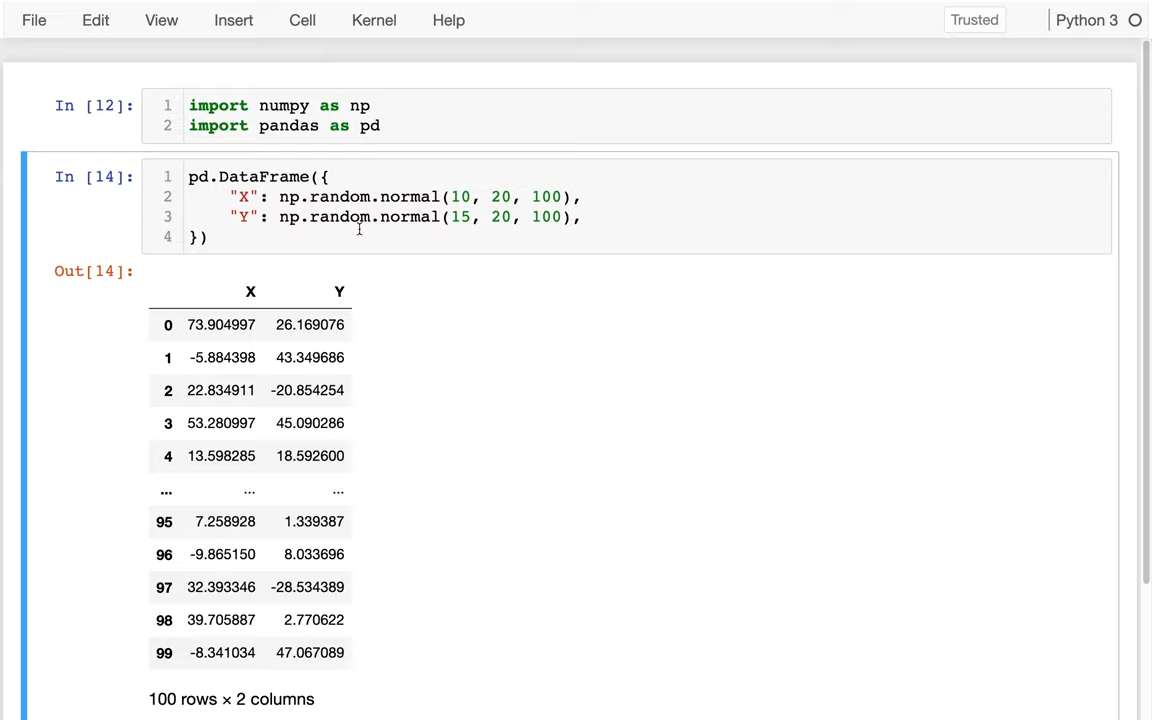 File Edit View Insert Cell Kernel Help Trusted Python 3
In [12]:
1 import numpy as np
2 import pandas as pd
In [14]:
1 pd.DataFrame({
2     "X": np.random.normal(10, 20, 100),
3     "Y": np.random.normal(15, 20, 100),
4 })
Out[14]:
X Y
0 73.904997 26.169076
1 -5.884398 43.349686
2 22.834911 -20.854254
3 53.280997 45.090286
4 13.598285 18.592600
... ... ...
95 7.258928 1.339387
96 -9.865150 8.033696
97 32.393346 -28.534389
98 39.705887 2.770622
99 -8.341034 47.067089
100 rows × 2 columns